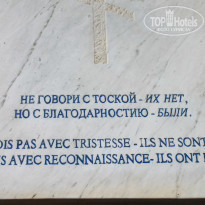 TOP HOTELS
НЕ ГОВОРИ С ТОСКОЙ - ИХ НЕТ,
НО С БЛАГОДАРНОСТИЮ - БЫЛИ.
DIS PAS AVEC TRISTESSE - ILS NE SONT
AVEC RECONNAISSANCE - ILS ONT